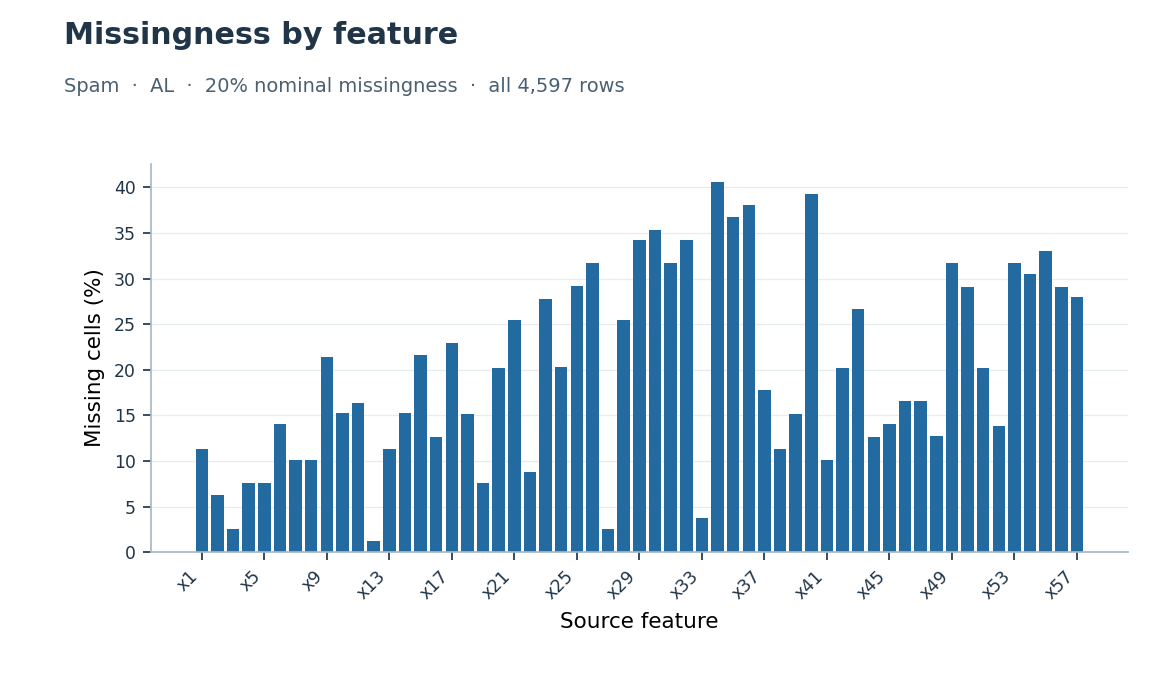 Missingness by feature
Spam · AL · 20% nominal missingness · all 4,597 rows
Missing cells (%)
40
35
30
25
20
15
10
5
0
x1 x5 x9 x13 x17 x21 x25 x29 x33 x37 x41 x45 x49 x53 x57
Source feature